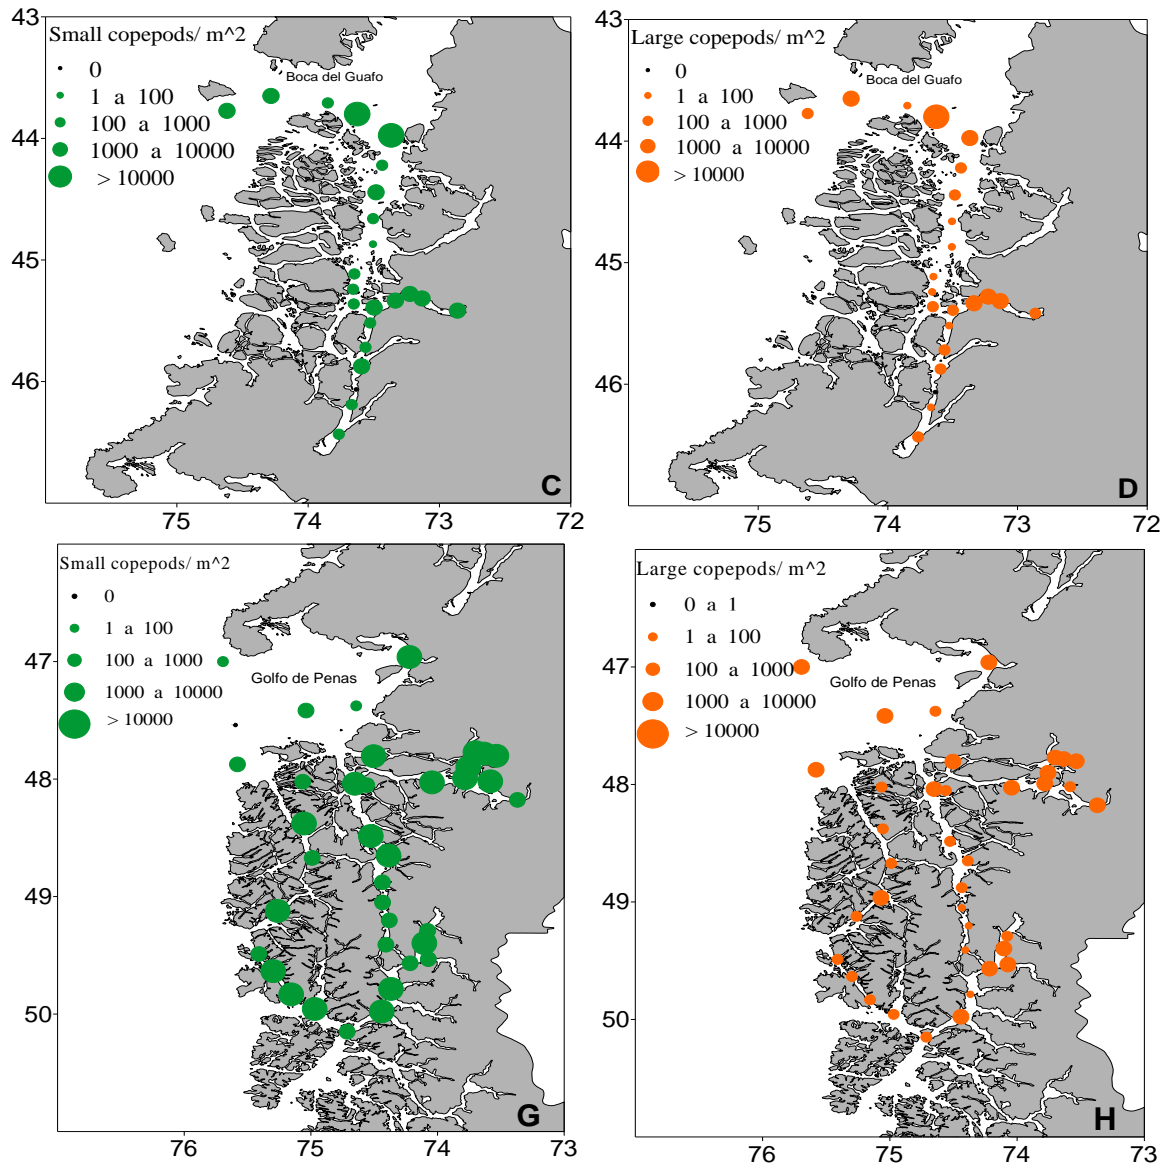 43
Small copepods/ m^2
Boca del Guafo
0
1 a 100
100 a 1000
1000 a 10000
> 10000
44
45
46
C
75
74
73
72
43
Large copepods/ m^2
Boca del Guafo
0
1 a 100
100 a 1000
1000 a 10000
> 10000
44
45
46
D
75
74
73
72
Small copepods/ m^2
0
1 a 100
100 a 1000
1000 a 10000
> 10000
Golfo de Penas
47
48
49
50
G
76
75
74
73
Large copepods/ m^2
0 a 1
1 a 100
100 a 1000
1000 a 10000
> 10000
Golfo de Penas
47
48
49
50
H
76
75
74
73